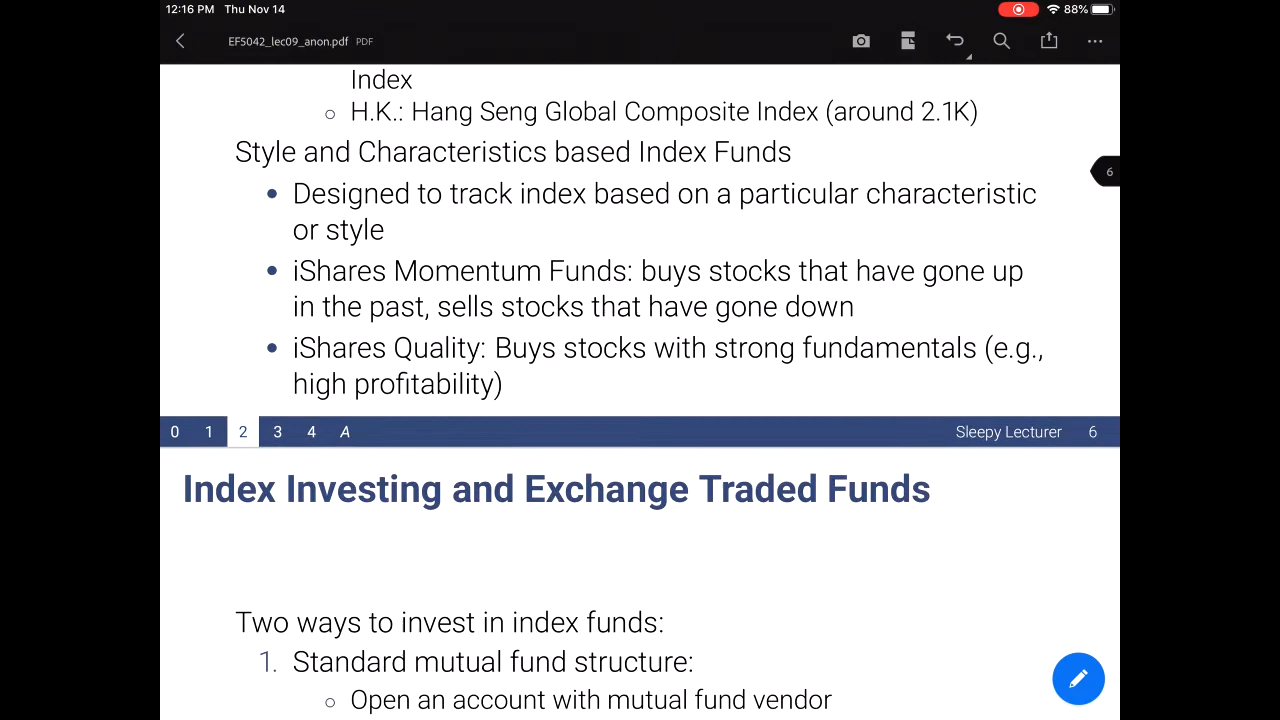 12:16 PM Thu Nov 14
88%
EF5042_lec09_anon.pdf PDF
Index
H.K.: Hang Seng Global Composite Index (around 2.1K)
Style and Characteristics based Index Funds
6
Designed to track index based on a particular characteristic
or style
iShares Momentum Funds: buys stocks that have gone up
in the past, sells stocks that have gone down
iShares Quality: Buys stocks with strong fundamentals (e.g.,
high profitability)
0 1 2 3 4 A Sleepy Lecturer 6
Index Investing and Exchange Traded Funds
Two ways to invest in index funds:
1. Standard mutual fund structure:
Open an account with mutual fund vendor